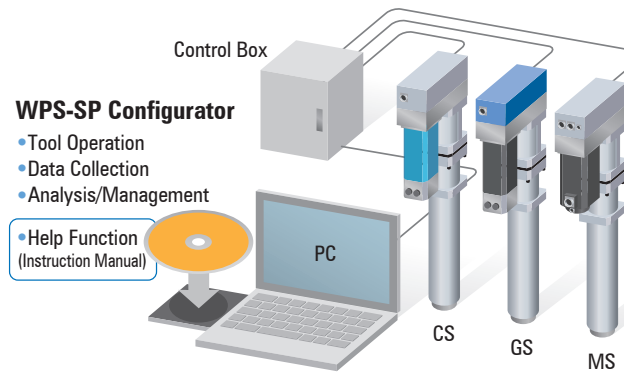 Control Box
WPS-SP Configurator
•Tool Operation
•Data Collection
•Analysis/Management
•Help Function
(Instruction Manual)
PC
CS
GS
MS